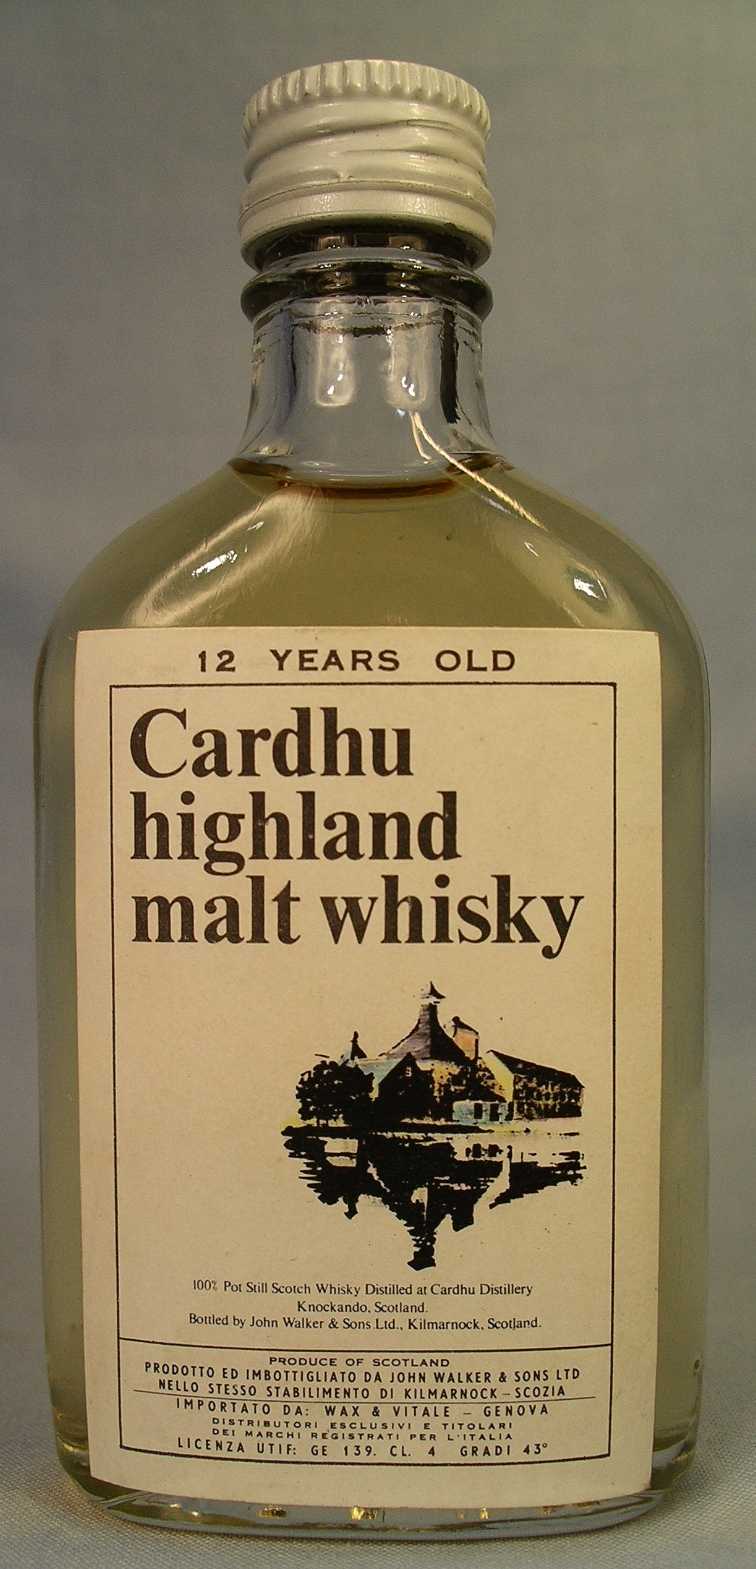 12 YEARS OLD
Cardhu
highland
malt whisky
100% Pot Still Scotch Whisky Distilled at Cardhu Distillery
Knockando, Scotland.
Bottled by John Walker & Sons Ltd., Kilmarnock, Scotland.
PRODUCE OF SCOTLAND
PRODOTTO ED IMBOTTIGLIATO DA JOHN WALKER & SONS LTD
NELLO STESSO STABILIMENTO DI KILMARNOCK – SCOZIA
IMPORTATO DA: WAX & VITALE – GENOVA
DISTRIBUTORI ESCLUSIVI E TITOLARI
DEI MARCHI REGISTRATI PER L'ITALIA
LICENZA UTIF: GE 139. CL. 4 GRADI 43°